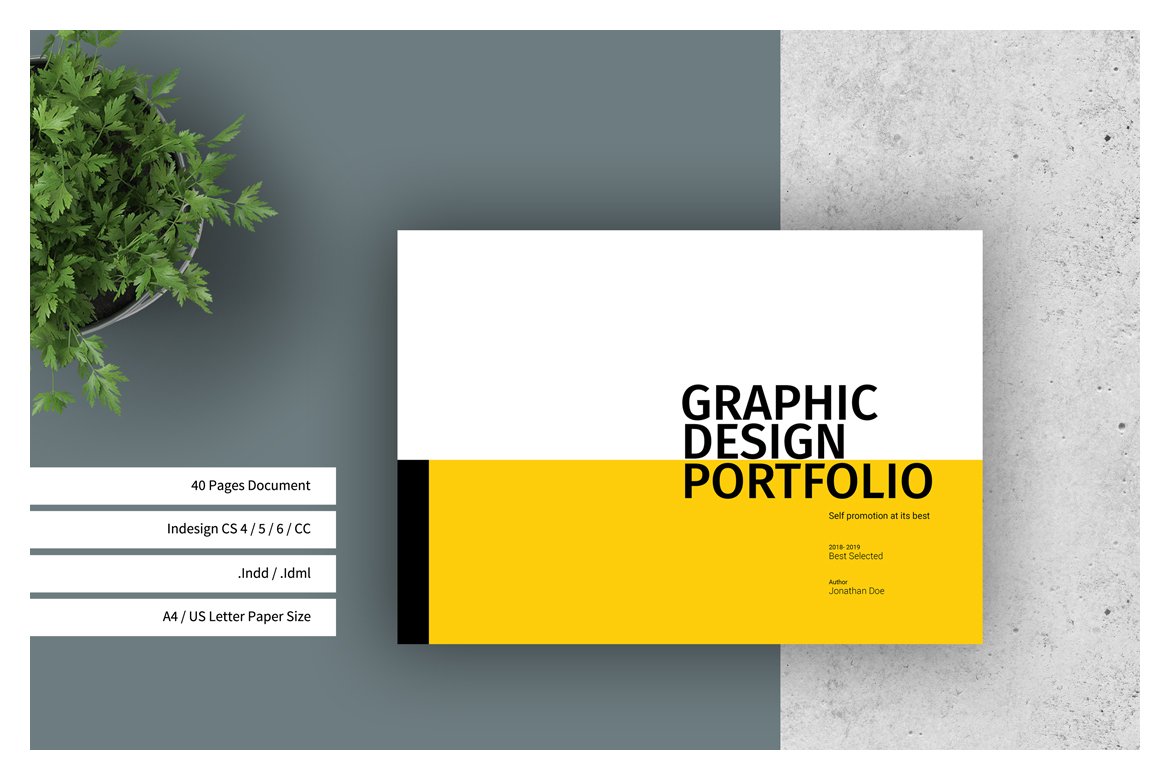 40 Pages Document
Indesign CS 4 / 5 / 6 / CC
.Indd / .Idml
A4 / US Letter Paper Size
GRAPHIC
DESIGN
PORTFOLIO
Self promotion at its best
2018- 2019
Best Selected
Author
Jonathan Doe